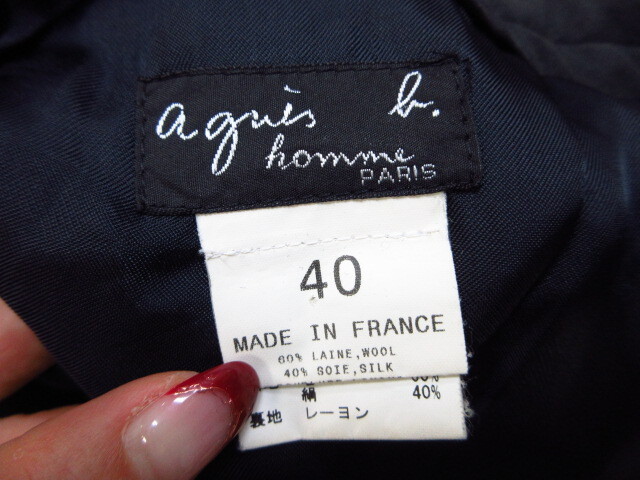 agnès b.
homme
PARIS
40
MADE IN FRANCE
60% LAINE,WOOL
40% SOIE,SILK
絹 40%
裏地 レーヨン